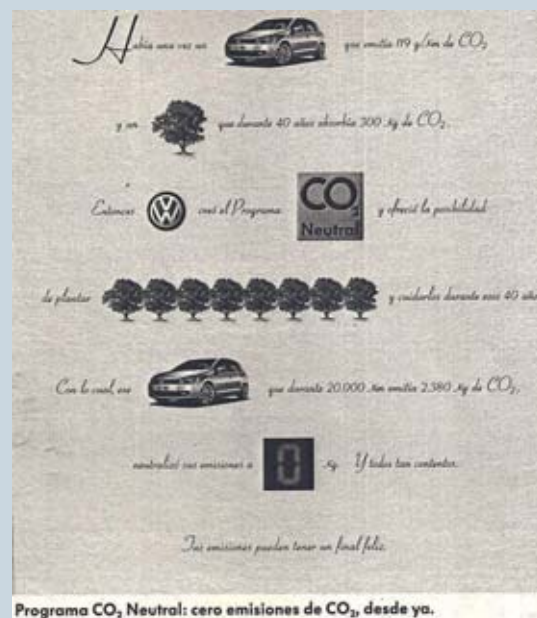 Había una vez un que emitía 119 g/km de CO₂
y un que durante 40 años absorbía 300 kg de CO₂.
Entonces VW creó el Programa CO₂ Neutral y ofreció la posibilidad
de plantar y cuidarlos durante esos 40 años
Con lo cual, ese que durante 20.000 km emitía 2.380 kg de CO₂,
neutralizó sus emisiones a 0 kg. Y todos tan contentos.
Tus emisiones pueden tener un final feliz.
Programa CO₂ Neutral: cero emisiones de CO₂, desde ya.